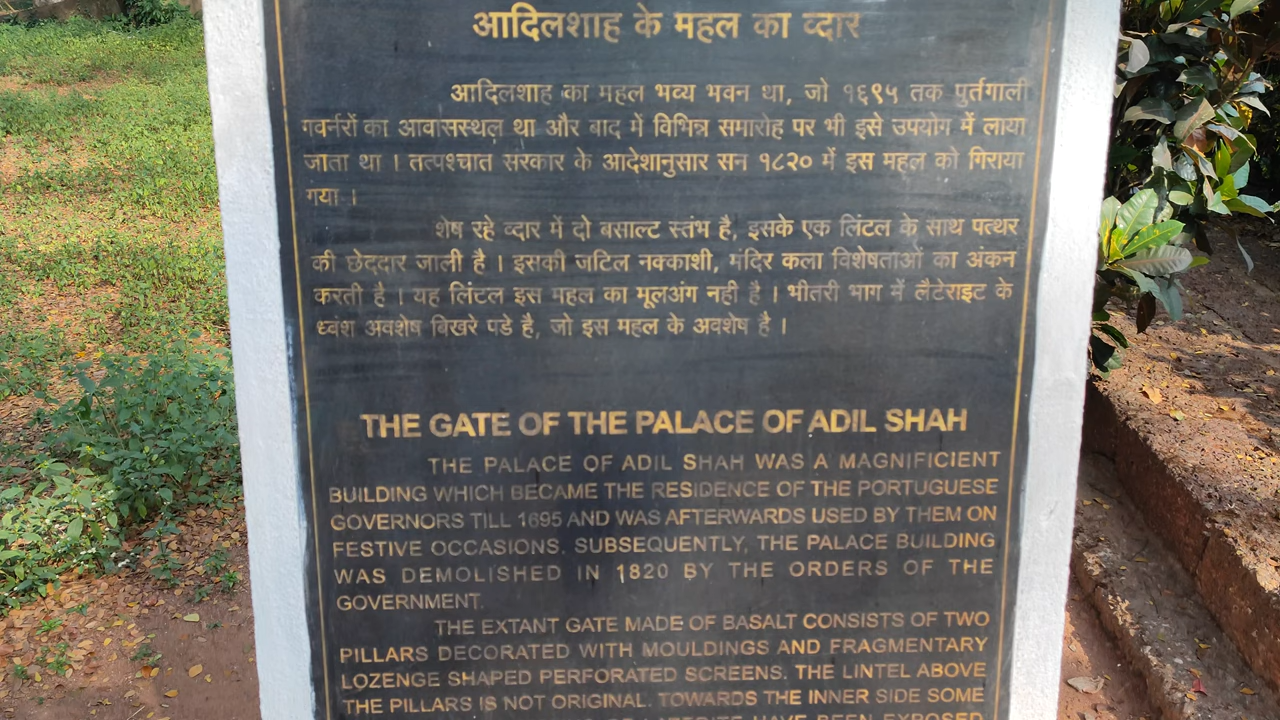 आदिलशाह के महल का व्दार
आदिलशाह का महल भव्य भवन था, जो १६९५ तक पुर्तगाली
गवर्नरों का आवासस्थल था और बाद में विभिन्न समारोह पर भी इसे उपयोग में लाया
जाता था । तत्पश्चात सरकार के आदेशानुसार सन १८२० में इस महल को गिराया
गया ।
शेष रहे व्दार में दो बसाल्ट स्तंभ है, इसके एक लिंटल के साथ पत्थर
की छेददार जाली है । इसकी जटिल नक्काशी, मंदिर कला विशेषताओं का अंकन
करती है । यह लिंटल इस महल का मूलअंग नही है । भीतरी भाग में लैटेराइट के
ध्वंश अवशेष बिखरे पडे है, जो इस महल के अवशेष है ।
THE GATE OF THE PALACE OF ADIL SHAH
THE PALACE OF ADIL SHAH WAS A MAGNIFICIENT
BUILDING WHICH BECAME THE RESIDENCE OF THE PORTUGUESE
GOVERNORS TILL 1695 AND WAS AFTERWARDS USED BY THEM ON
FESTIVE OCCASIONS. SUBSEQUENTLY, THE PALACE BUILDING
WAS DEMOLISHED IN 1820 BY THE ORDERS OF THE
GOVERNMENT.
THE EXTANT GATE MADE OF BASALT CONSISTS OF TWO
PILLARS DECORATED WITH MOULDINGS AND FRAGMENTARY
LOZENGE SHAPED PERFORATED SCREENS. THE LINTEL ABOVE
THE PILLARS IS NOT ORIGINAL. TOWARDS THE INNER SIDE SOME
HAVE BEEN EXPOSED